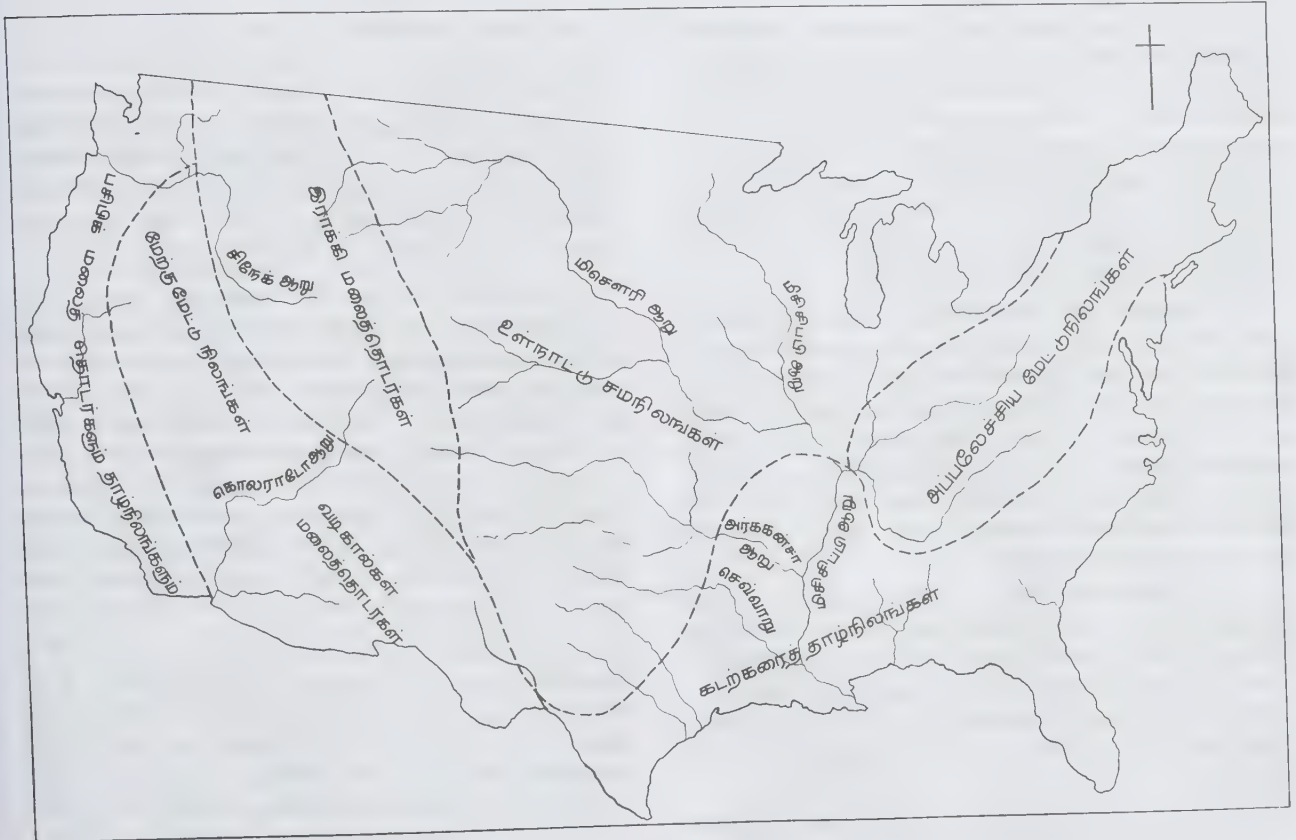 பசிபிக் மலைத் தொடர்களும் தாழ்நிலங்களும்
மேற்கு மேட்டு நிலங்கள்
சிநேக் ஆறு
இராக்கி மலைத்தொடர்கள்
கொலராடோ ஆறு
வடிகால்கள்
மலைத்தொடர்கள்
உள்நாட்டு சமநிலங்கள்
மிசௌரி ஆறு
மிசிசிப்பி ஆறு
அப்பலேச்சிய மேட்டுநிலங்கள்
அர்க்கன்சா
ஆறு
செவ்வாறு
மிசிசிப்பி ஆறு
கடற்கரைத் தாழ்நிலங்கள்